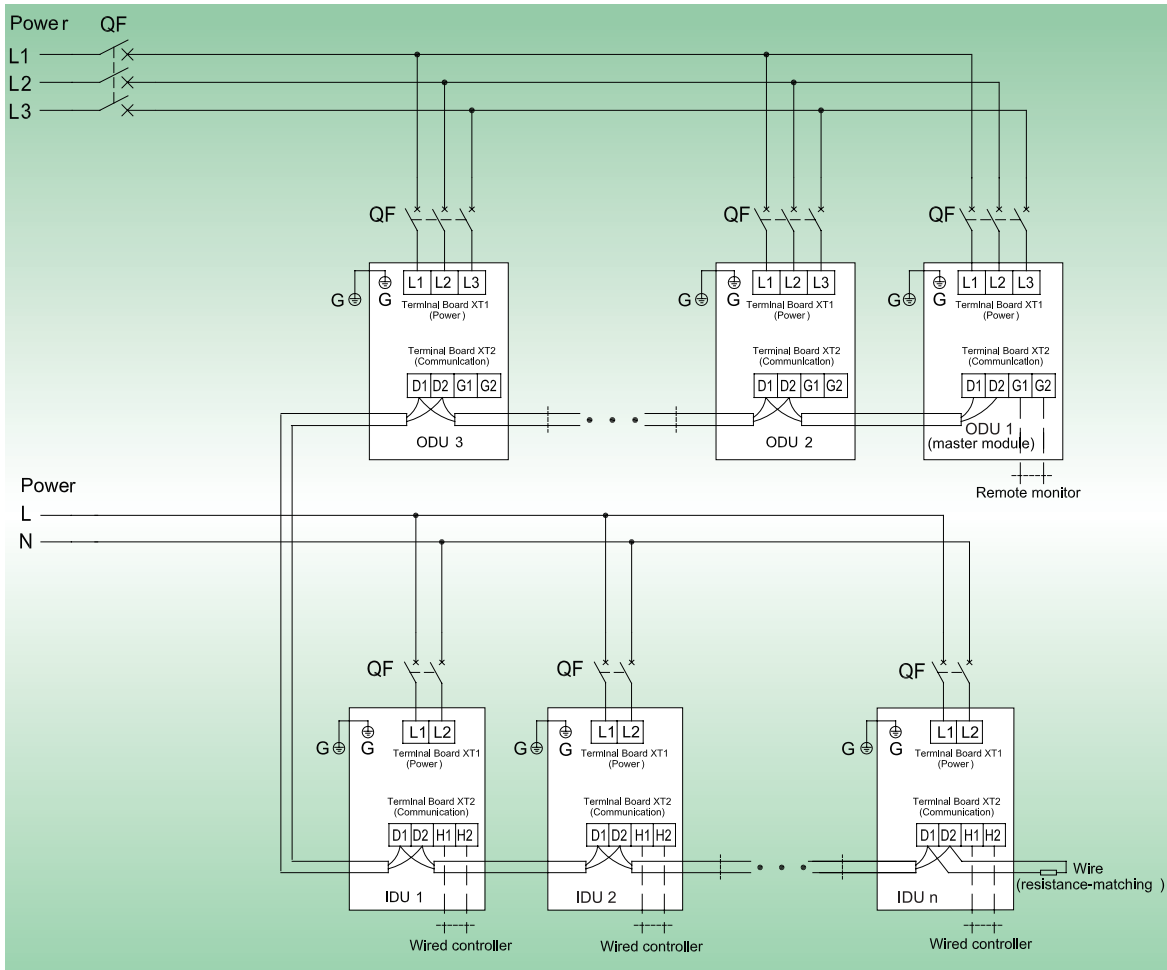 Power QF
L1
L2
L3
QF QF QF
L1 L2 L3 L1 L2 L3 L1 L2 L3
G G G G G G
Terminal Board XT1 Terminal Board XT1 Terminal Board XT1
(Power) (Power) (Power)
Terminal Board XT2 Terminal Board XT2 Terminal Board XT2
(Communication) (Communication) (Communication)
D1 D2 G1 G2 D1 D2 G1 G2 D1 D2 G1 G2
ODU 3 ODU 2 ODU 1
(master module)
Remote monitor
Power
L
N
QF QF QF
L1 L2 L1 L2 L1 L2
G G G G G G
Terminal Board XT1 Terminal Board XT1 Terminal Board XT1
(Power) (Power) (Power)
Terminal Board XT2 Terminal Board XT2 Terminal Board XT2
(Communication) (Communication) (Communication)
D1 D2 H1 H2 D1 D2 H1 H2 D1 D2 H1 H2
Wire
(resistance-matching )
IDU 1 IDU 2 IDU n
Wired controller Wired controller Wired controller